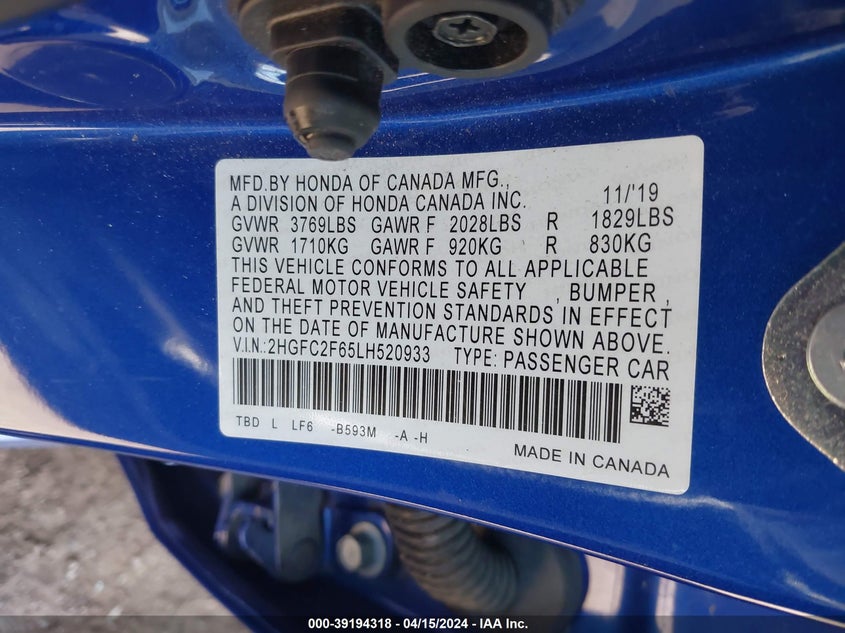 MFD.BY HONDA OF CANADA MFG.,
A DIVISION OF HONDA CANADA INC. 11/'19
GVWR 3769LBS GAWR F 2028LBS R 1829LBS
GVWR 1710KG GAWR F 920KG R 830KG
THIS VEHICLE CONFORMS TO ALL APPLICABLE
FEDERAL MOTOR VEHICLE SAFETY , BUMPER ,
AND THEFT PREVENTION STANDARDS IN EFFECT
ON THE DATE OF MANUFACTURE SHOWN ABOVE.
V.I.N.:2HGFC2F65LH520933 TYPE: PASSENGER CAR
TBD L LF6 -B593M -A -H
MADE IN CANADA
000-39194318 / 04/15/2024 - IAA Inc.